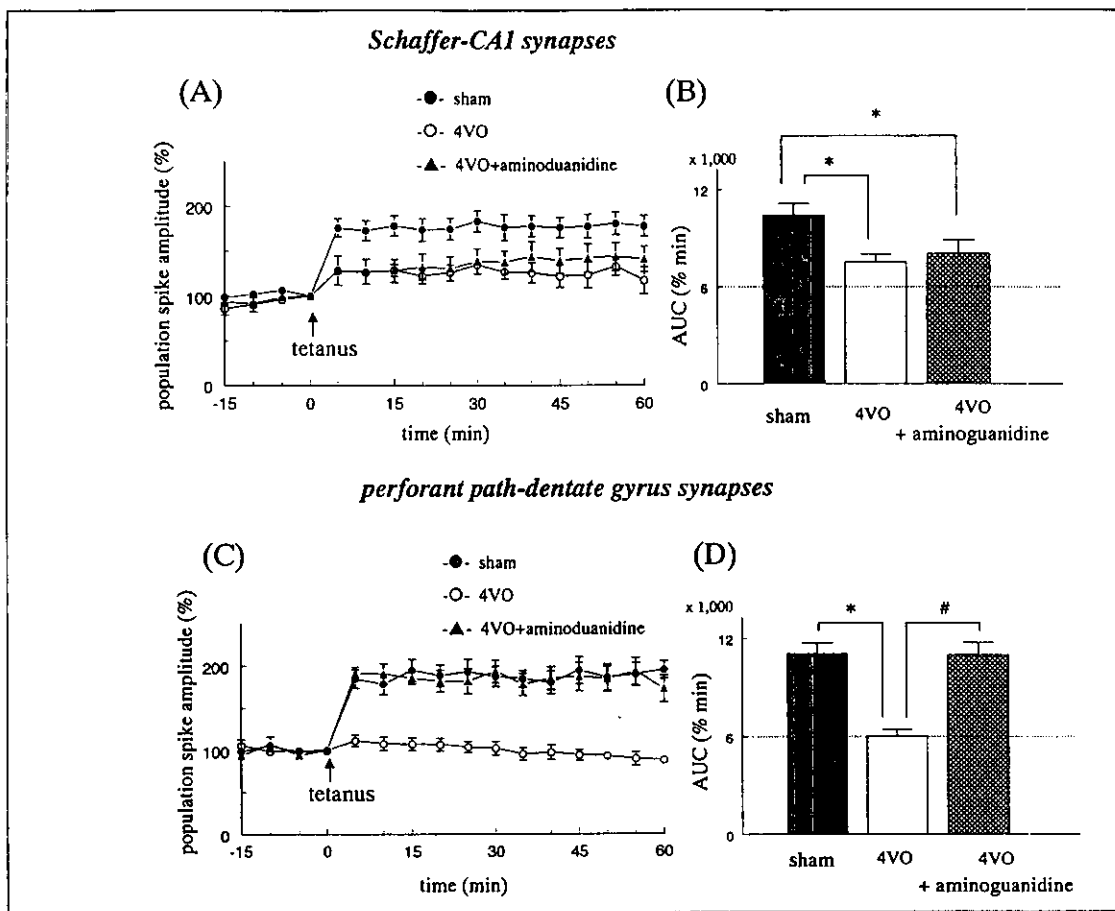 Schaffer-CA1 synapses
(A)
-●- sham
-○- 4VO
-▲- 4VO+aminoduanidine
population spike amplitude (%)
200
100
0
tetanus
-15 0 15 30 45 60
time (min)
(B)
x 1,000
* *
12
6
0
AUC (% min)
sham 4VO 4VO
+ aminoguanidine
perforant path-dentate gyrus synapses
(C)
-●- sham
-○- 4VO
-▲- 4VO+aminoduanidine
population spike amplitude (%)
200
100
0
tetanus
-15 0 15 30 45 60
time (min)
(D)
x 1,000
* #
12
6
0
AUC (% min)
sham 4VO 4VO
+ aminoguanidine